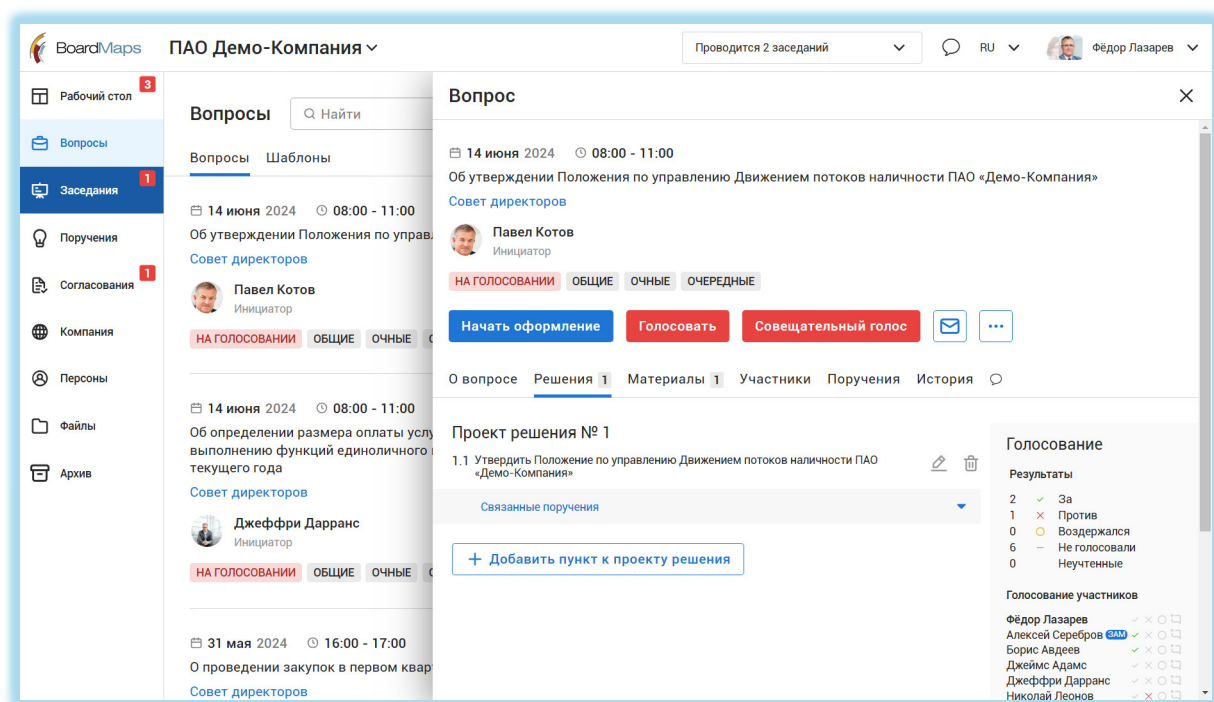 BoardMaps
ПАО Демо-Компания
Проводится 2 заседаний
RU
Фёдор Лазарев
Рабочий стол
3
Вопросы
Заседания
1
Поручения
Согласования
1
Компания
Персоны
Файлы
Архив
Вопросы
Найти
Вопросы Шаблоны
14 июня 2024 08:00 - 11:00
Об утверждении Положения по управл
Совет директоров
Павел Котов
Инициатор
НА ГОЛОСОВАНИИ ОБЩИЕ ОЧНЫЕ
14 июня 2024 08:00 - 11:00
Об определении размера оплаты услу
выполнению функций единоличного
текущего года
Совет директоров
Джеффри Дарранс
Инициатор
НА ГОЛОСОВАНИИ ОБЩИЕ ОЧНЫЕ
31 мая 2024 16:00 - 17:00
О проведении закупок в первом кварт
Совет директоров
Вопрос
14 июня 2024 08:00 - 11:00
Об утверждении Положения по управлению Движением потоков наличности ПАО «Демо-Компания»
Совет директоров
Павел Котов
Инициатор
НА ГОЛОСОВАНИИ ОБЩИЕ ОЧНЫЕ ОЧЕРЕДНЫЕ
Начать оформление Голосовать Совещательный голос
О вопросе Решения 1 Материалы 1 Участники Поручения История
Проект решения № 1
1.1 Утвердить Положение по управлению Движением потоков наличности ПАО
«Демо-Компания»
Связанные поручения
+ Добавить пункт к проекту решения
Голосование
Результаты
2 За
1 Против
0 Воздержался
6 Не голосовали
0 Неучтенные
Голосование участников
Фёдор Лазарев
Алексей Серебров ЗАМ
Борис Авдеев
Джеймс Адамс
Джеффри Дарранс
Николай Леонов